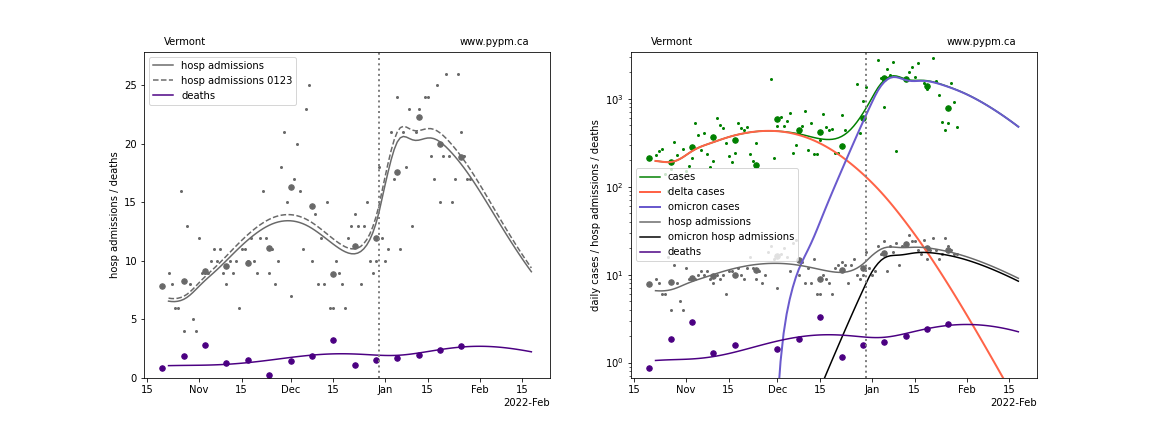 Vermont
www.pypm.ca
hosp admissions
hosp admissions 0123
deaths
hosp admissions / deaths
25
20
15
10
5
0
15
Nov
15
Dec
15
Jan
15
Feb
15
2022-Feb
Vermont
www.pypm.ca
daily cases / hosp admissions / deaths
10³
10²
10¹
10⁰
cases
delta cases
omicron cases
hosp admissions
omicron hosp admissions
deaths
15
Nov
15
Dec
15
Jan
15
Feb
15
2022-Feb